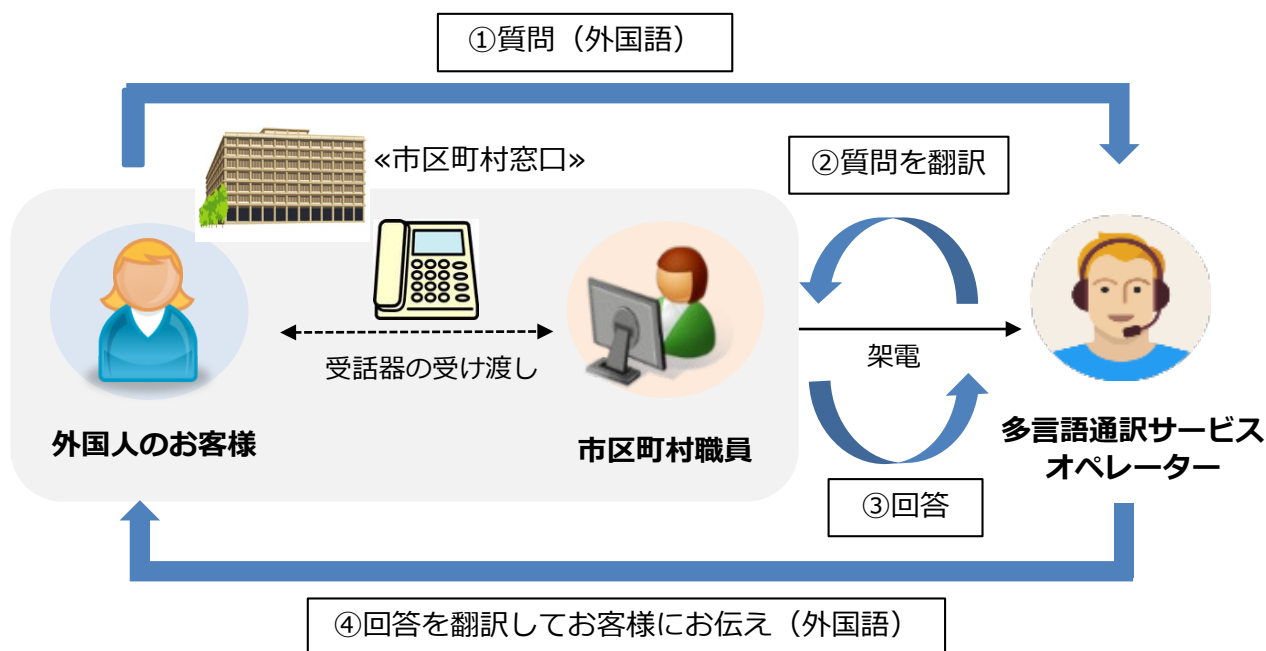 ①質問（外国語）
≪市区町村窓口≫
②質問を翻訳
受話器の受け渡し
架電
外国人のお客様
市区町村職員
多言語通訳サービス
オペレーター
③回答
④回答を翻訳してお客様にお伝え（外国語）